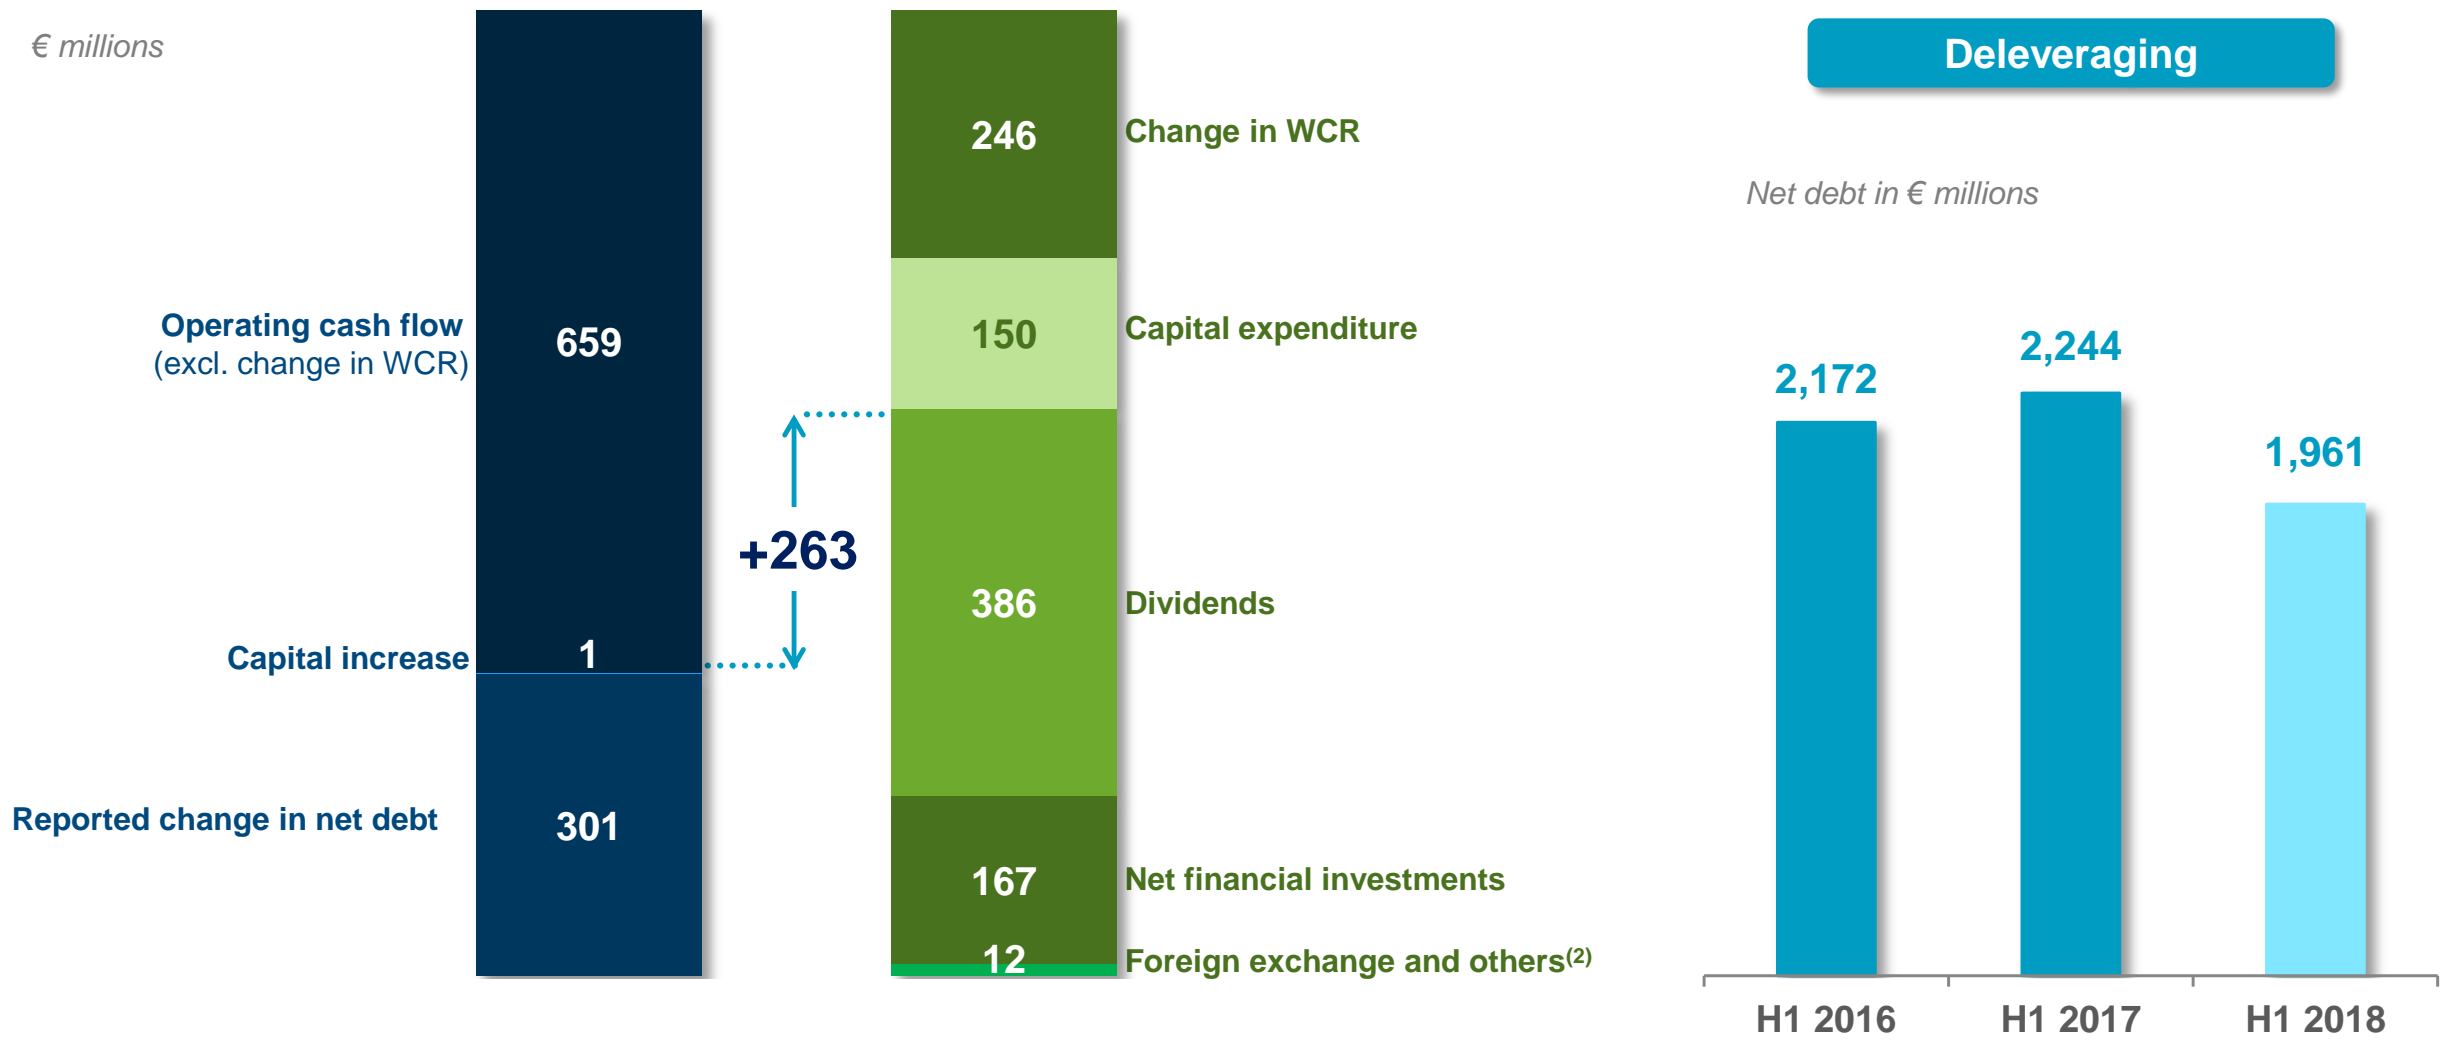 € millions
Operating cash flow
(excl. change in WCR)
659
Capital increase
1
Reported change in net debt
301
+263
246
Change in WCR
150
Capital expenditure
386
Dividends
167
Net financial investments
12
Foreign exchange and others(2)
Deleveraging
Net debt in € millions
2,172
2,244
1,961
H1 2016
H1 2017
H1 2018